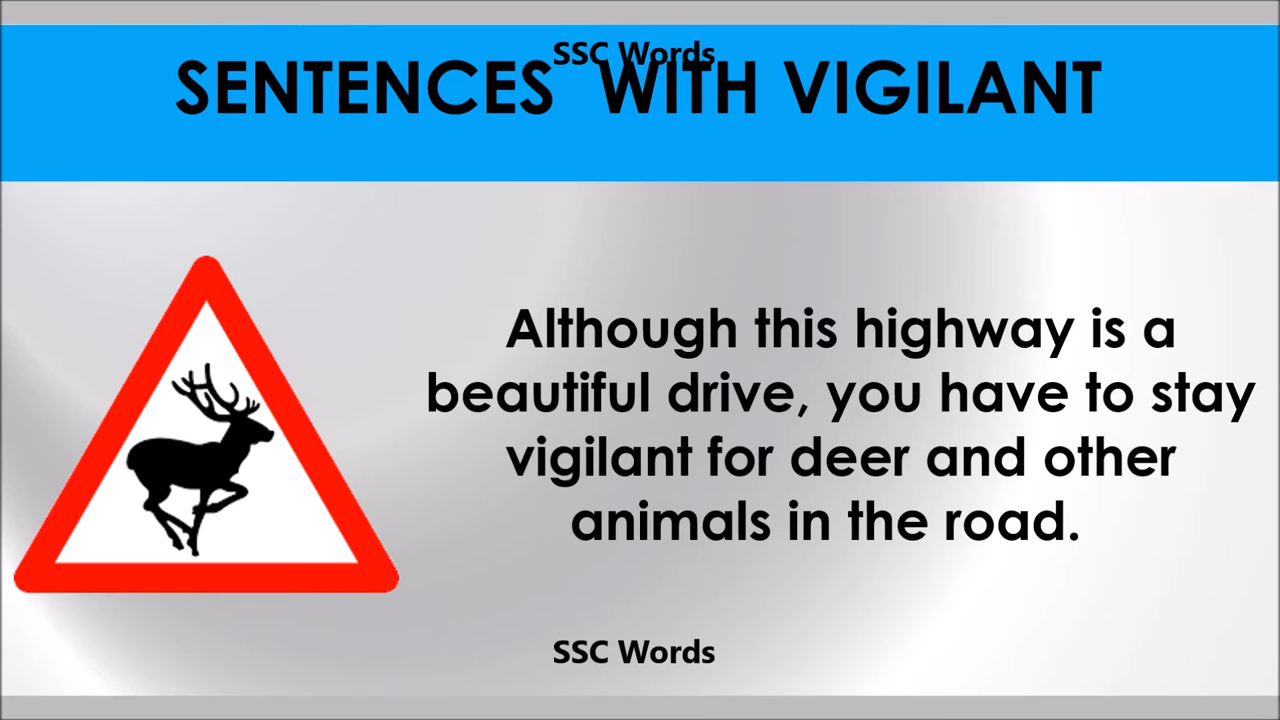 SSC Words
SENTENCES WITH VIGILANT
Although this highway is a
beautiful drive, you have to stay
vigilant for deer and other
animals in the road.
SSC Words